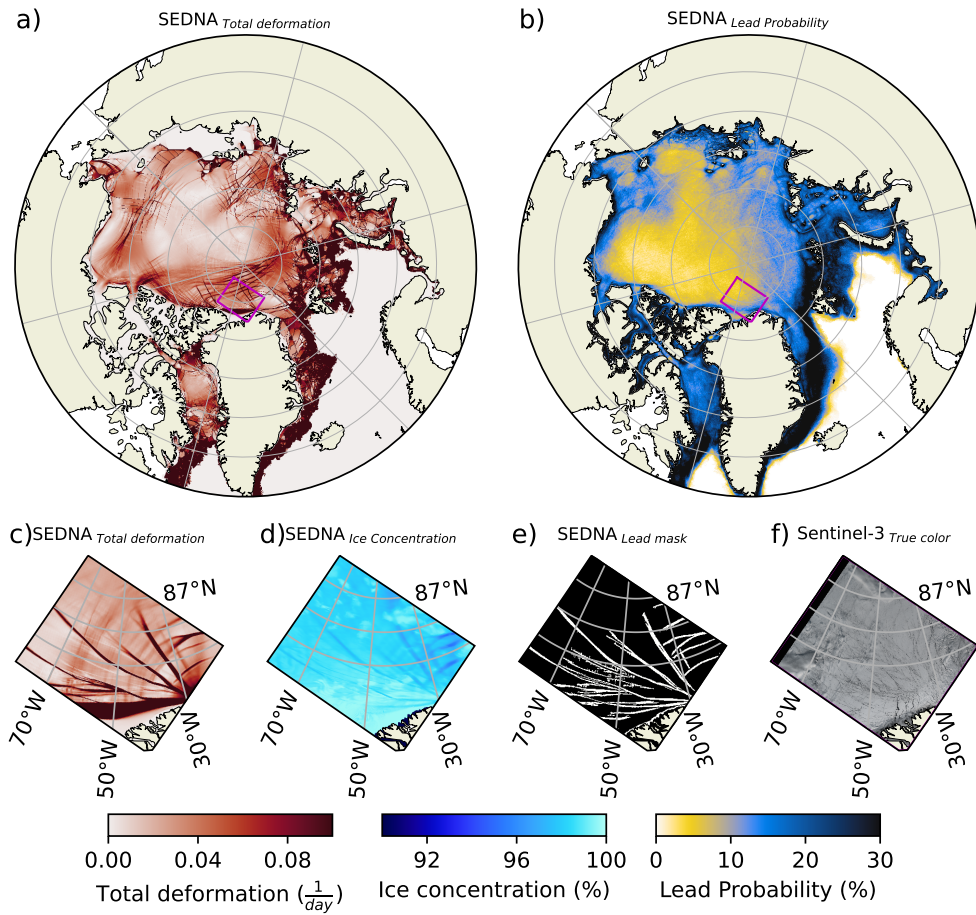 a) SEDNA Total deformation
b) SEDNA Lead Probability
c) SEDNA Total deformation
d) SEDNA Ice Concentration
e) SEDNA Lead mask
f) Sentinel-3 True color
87°N
87°N
87°N
87°N
70°W
50°W
30°W
70°W
50°W
30°W
70°W
50°W
30°W
70°W
50°W
30°W
0.00 0.04 0.08
Total deformation (1/day)
92 96 100
Ice concentration (%)
0 10 20 30
Lead Probability (%)